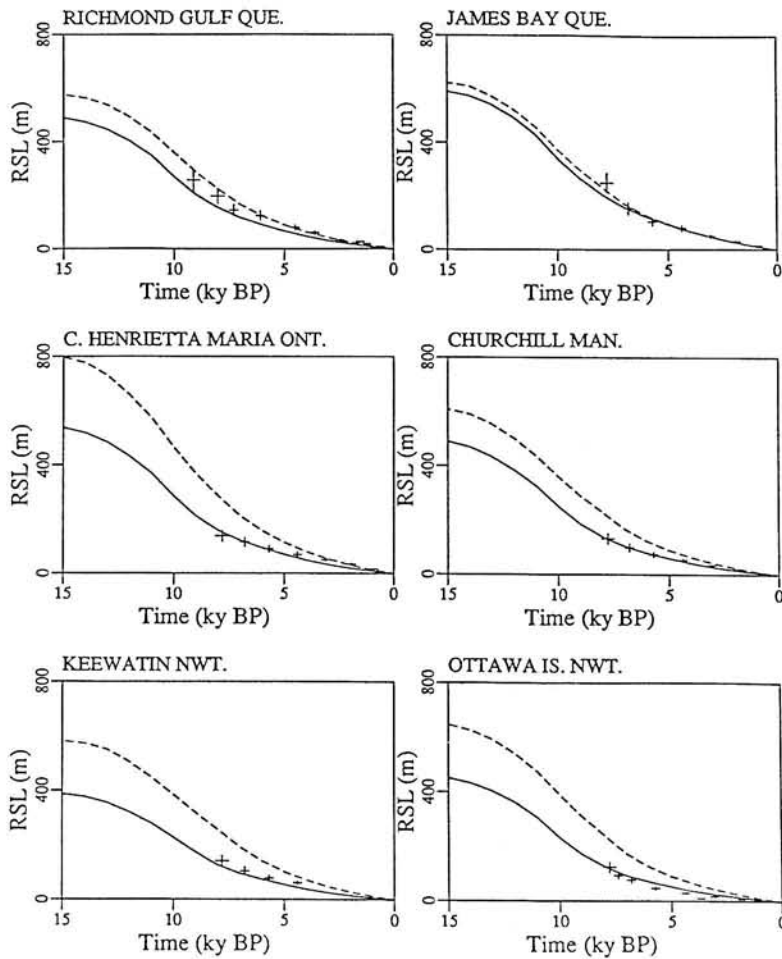 RICHMOND GULF QUE.
800
400
0
RSL (m)
15 10 5 0
Time (ky BP)
JAMES BAY QUE.
800
400
0
RSL (m)
15 10 5 0
Time (ky BP)
C. HENRIETTA MARIA ONT.
800
400
0
RSL (m)
15 10 5 0
Time (ky BP)
CHURCHILL MAN.
800
400
0
RSL (m)
15 10 5 0
Time (ky BP)
KEEWATIN NWT.
800
400
0
RSL (m)
15 10 5 0
Time (ky BP)
OTTAWA IS. NWT.
800
400
0
RSL (m)
15 10 5 0
Time (ky BP)